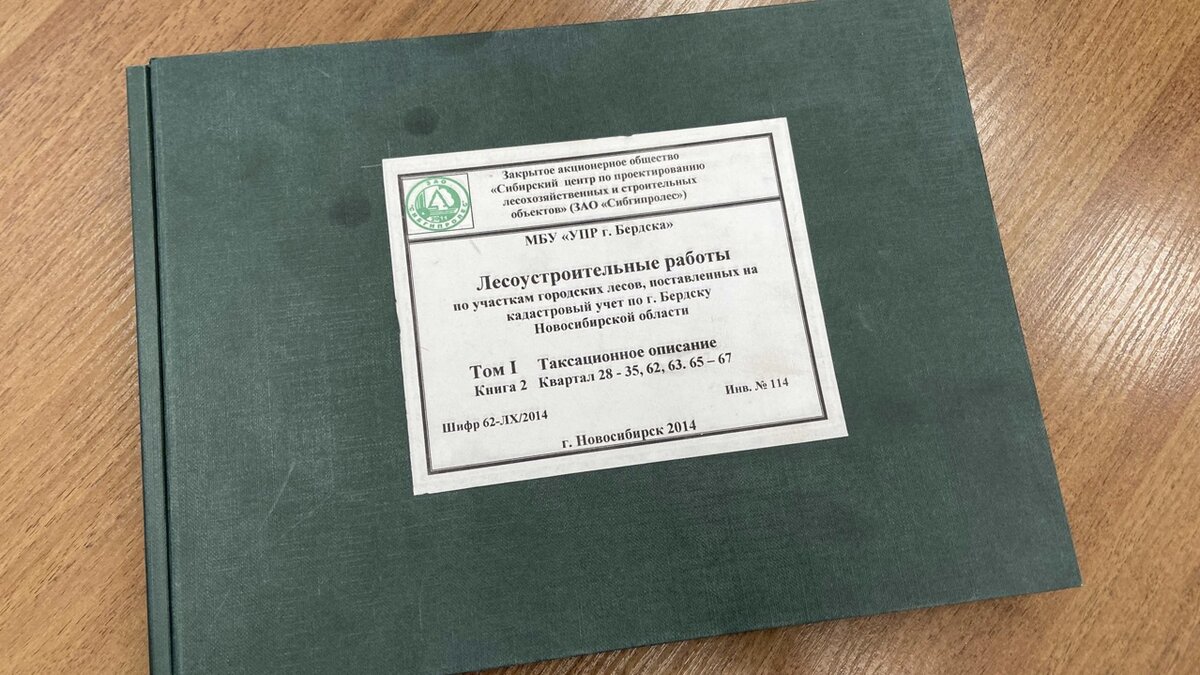 Закрытое акционерное общество
«Сибирский центр по проектированию
лесохозяйственных и строительных
объектов» (ЗАО «Сибгипролес»)
ЗАО
СИБГИПРОЛЕС
МБУ «УПР г. Бердска»
Лесоустроительные работы
по участкам городских лесов, поставленных на
кадастровый учет по г. Бердску
Новосибирской области
Том I Таксационное описание
Книга 2 Квартал 28 - 35, 62, 63. 65 – 67
Инв. № 114
Шифр 62-ЛХ/2014
г. Новосибирск 2014